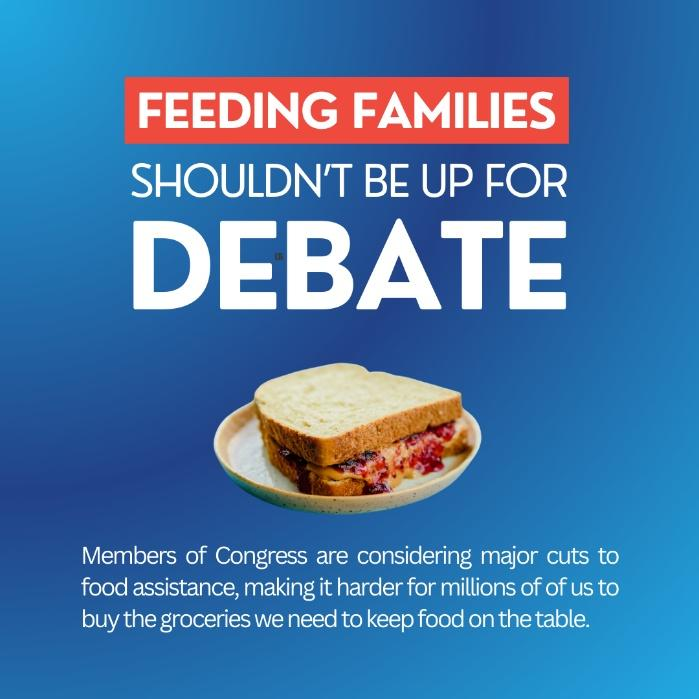 FEEDING FAMILIES
SHOULDN'T BE UP FOR
DEBATE
Members of Congress are considering major cuts to
food assistance, making it harder for millions of of us to
buy the groceries we need to keep food on the table.